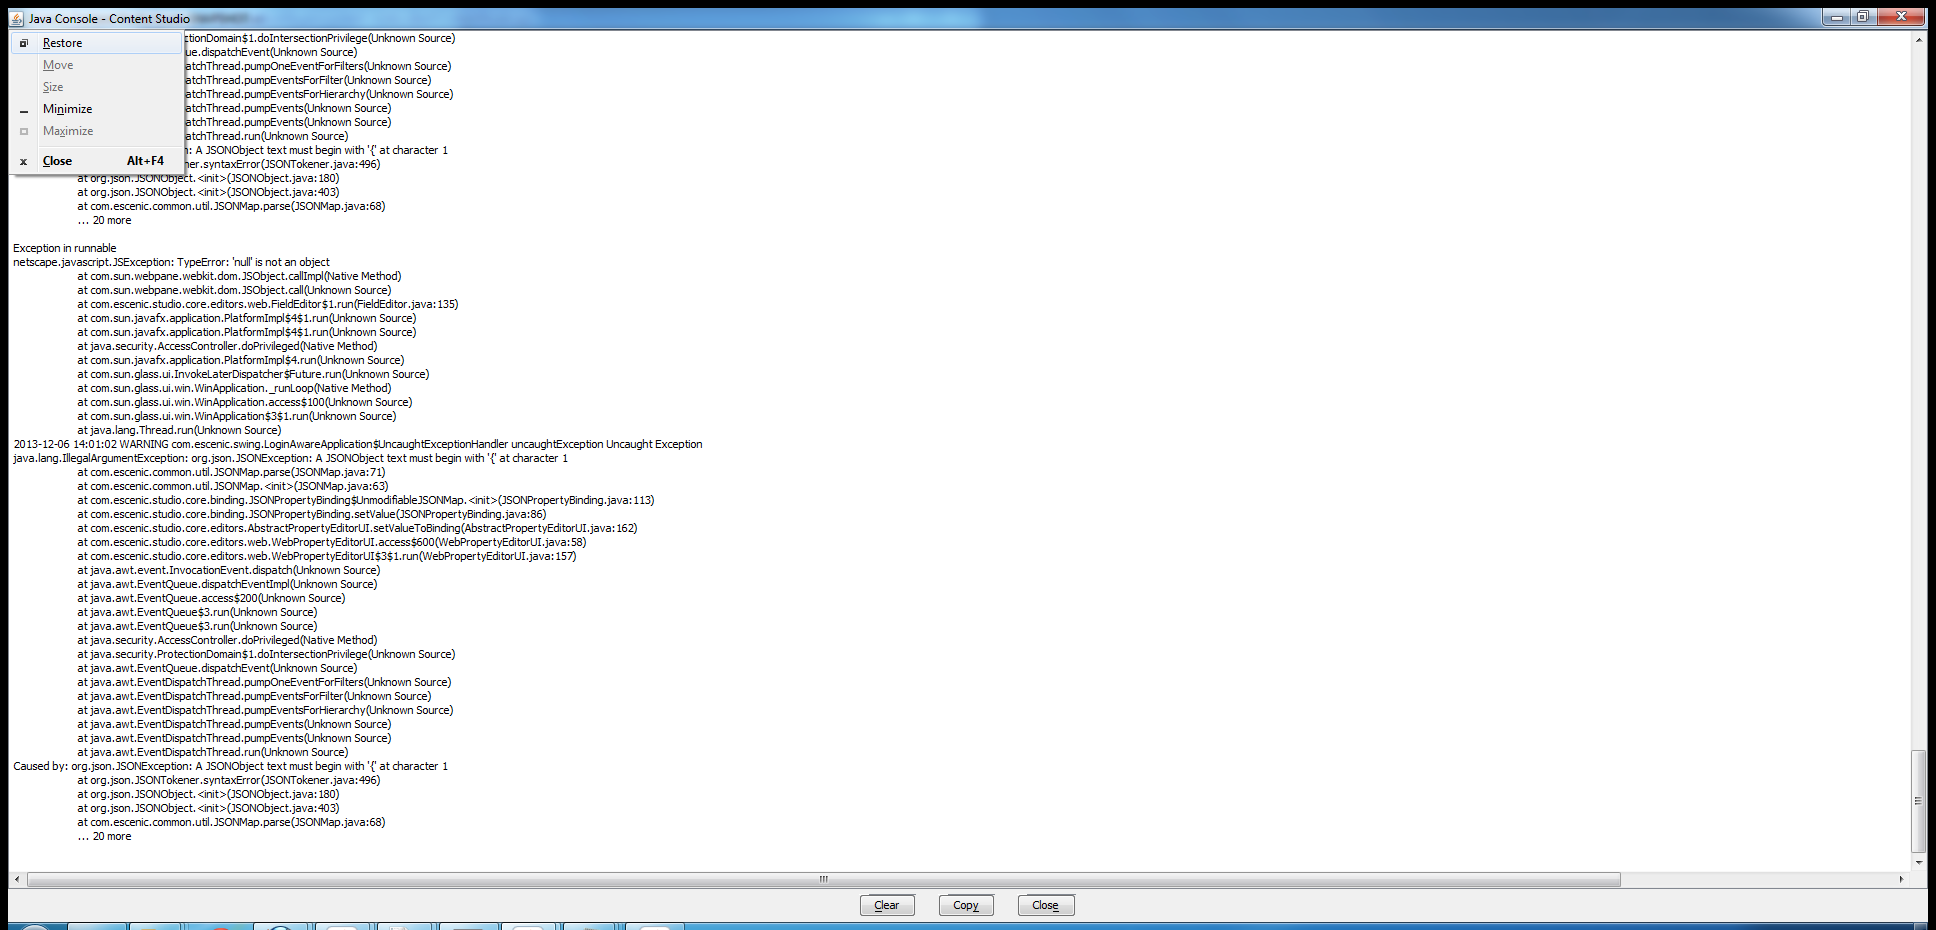 Java Console - Content Studio
Restore
Move
Size
Minimize
Maximize
Close Alt+F4
ctionDomain$1.doIntersectionPrivilege(Unknown Source)
ue.dispatchEvent(Unknown Source)
atchThread.pumpOneEventForFilters(Unknown Source)
atchThread.pumpEventsForFilter(Unknown Source)
atchThread.pumpEventsForHierarchy(Unknown Source)
atchThread.pumpEvents(Unknown Source)
atchThread.pumpEvents(Unknown Source)
atchThread.run(Unknown Source)
: A JSONObject text must begin with '{' at character 1
ner.syntaxError(JSONTokener.java:496)
at org.json.JSONObject.<init>(JSONObject.java:180)
at org.json.JSONObject.<init>(JSONObject.java:403)
at com.escenic.common.util.JSONMap.parse(JSONMap.java:68)
... 20 more
Exception in runnable
netscape.javascript.JSException: TypeError: 'null' is not an object
at com.sun.webpane.webkit.dom.JSObject.callImpl(Native Method)
at com.sun.webpane.webkit.dom.JSObject.call(Unknown Source)
at com.escenic.studio.core.editors.web.FieldEditor$1.run(FieldEditor.java:135)
at com.sun.javafx.application.PlatformImpl$4$1.run(Unknown Source)
at com.sun.javafx.application.PlatformImpl$4$1.run(Unknown Source)
at java.security.AccessController.doPrivileged(Native Method)
at com.sun.javafx.application.PlatformImpl$4.run(Unknown Source)
at com.sun.glass.ui.InvokeLaterDispatcher$Future.run(Unknown Source)
at com.sun.glass.ui.win.WinApplication._runLoop(Native Method)
at com.sun.glass.ui.win.WinApplication.access$100(Unknown Source)
at com.sun.glass.ui.win.WinApplication$3$1.run(Unknown Source)
at java.lang.Thread.run(Unknown Source)
2013-12-06 14:01:02 WARNING com.escenic.swing.LoginAwareApplication$UncaughtExceptionHandler uncaughtException Uncaught Exception
java.lang.IllegalArgumentException: org.json.JSONException: A JSONObject text must begin with '{' at character 1
at com.escenic.common.util.JSONMap.parse(JSONMap.java:71)
at com.escenic.common.util.JSONMap.<init>(JSONMap.java:63)
at com.escenic.studio.core.binding.JSONPropertyBinding$UnmodifiableJSONMap.<init>(JSONPropertyBinding.java:113)
at com.escenic.studio.core.binding.JSONPropertyBinding.setValue(JSONPropertyBinding.java:86)
at com.escenic.studio.core.editors.AbstractPropertyEditorUI.setValueToBinding(AbstractPropertyEditorUI.java:162)
at com.escenic.studio.core.editors.web.WebPropertyEditorUI.access$600(WebPropertyEditorUI.java:58)
at com.escenic.studio.core.editors.web.WebPropertyEditorUI$3$1.run(WebPropertyEditorUI.java:157)
at java.awt.event.InvocationEvent.dispatch(Unknown Source)
at java.awt.EventQueue.dispatchEventImpl(Unknown Source)
at java.awt.EventQueue.access$200(Unknown Source)
at java.awt.EventQueue$3.run(Unknown Source)
at java.awt.EventQueue$3.run(Unknown Source)
at java.security.AccessController.doPrivileged(Native Method)
at java.security.ProtectionDomain$1.doIntersectionPrivilege(Unknown Source)
at java.awt.EventQueue.dispatchEvent(Unknown Source)
at java.awt.EventDispatchThread.pumpOneEventForFilters(Unknown Source)
at java.awt.EventDispatchThread.pumpEventsForFilter(Unknown Source)
at java.awt.EventDispatchThread.pumpEventsForHierarchy(Unknown Source)
at java.awt.EventDispatchThread.pumpEvents(Unknown Source)
at java.awt.EventDispatchThread.pumpEvents(Unknown Source)
at java.awt.EventDispatchThread.run(Unknown Source)
Caused by: org.json.JSONException: A JSONObject text must begin with '{' at character 1
at org.json.JSONTokener.syntaxError(JSONTokener.java:496)
at org.json.JSONObject.<init>(JSONObject.java:180)
at org.json.JSONObject.<init>(JSONObject.java:403)
at com.escenic.common.util.JSONMap.parse(JSONMap.java:68)
... 20 more
Clear Copy Close